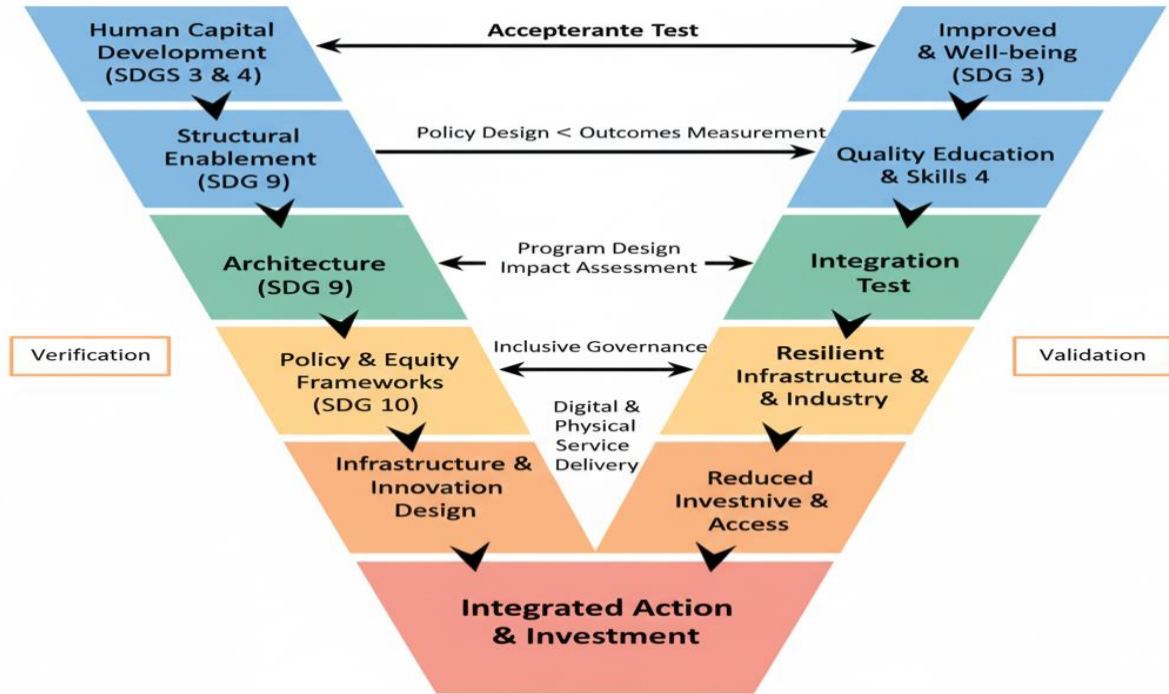 Human Capital
Development
(SDGS 3 & 4)
Accepterante Test
Improved
& Well-being
(SDG 3)
Structural
Enablement
(SDG 9)
Policy Design < Outcomes Measurement
Quality Education
& Skills 4
Architecture
(SDG 9)
Program Design
Impact Assessment
Integration
Test
Verification
Policy & Equity
Frameworks
(SDG 10)
Inclusive Governance
Resilient
Infrastructure &
& Industry
Validation
Infrastructure &
Innovation
Design
Digital &
Physical
Service
Delivery
Reduced
Investnive &
Access
Integrated Action
& Investment